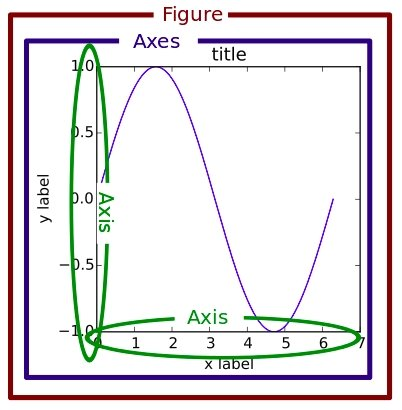 Figure
Axes
title
1.0
0.5
0.0
−0.5
−1.0
y label
Axis
Axis
0 1 2 3 4 5 6 7
x label